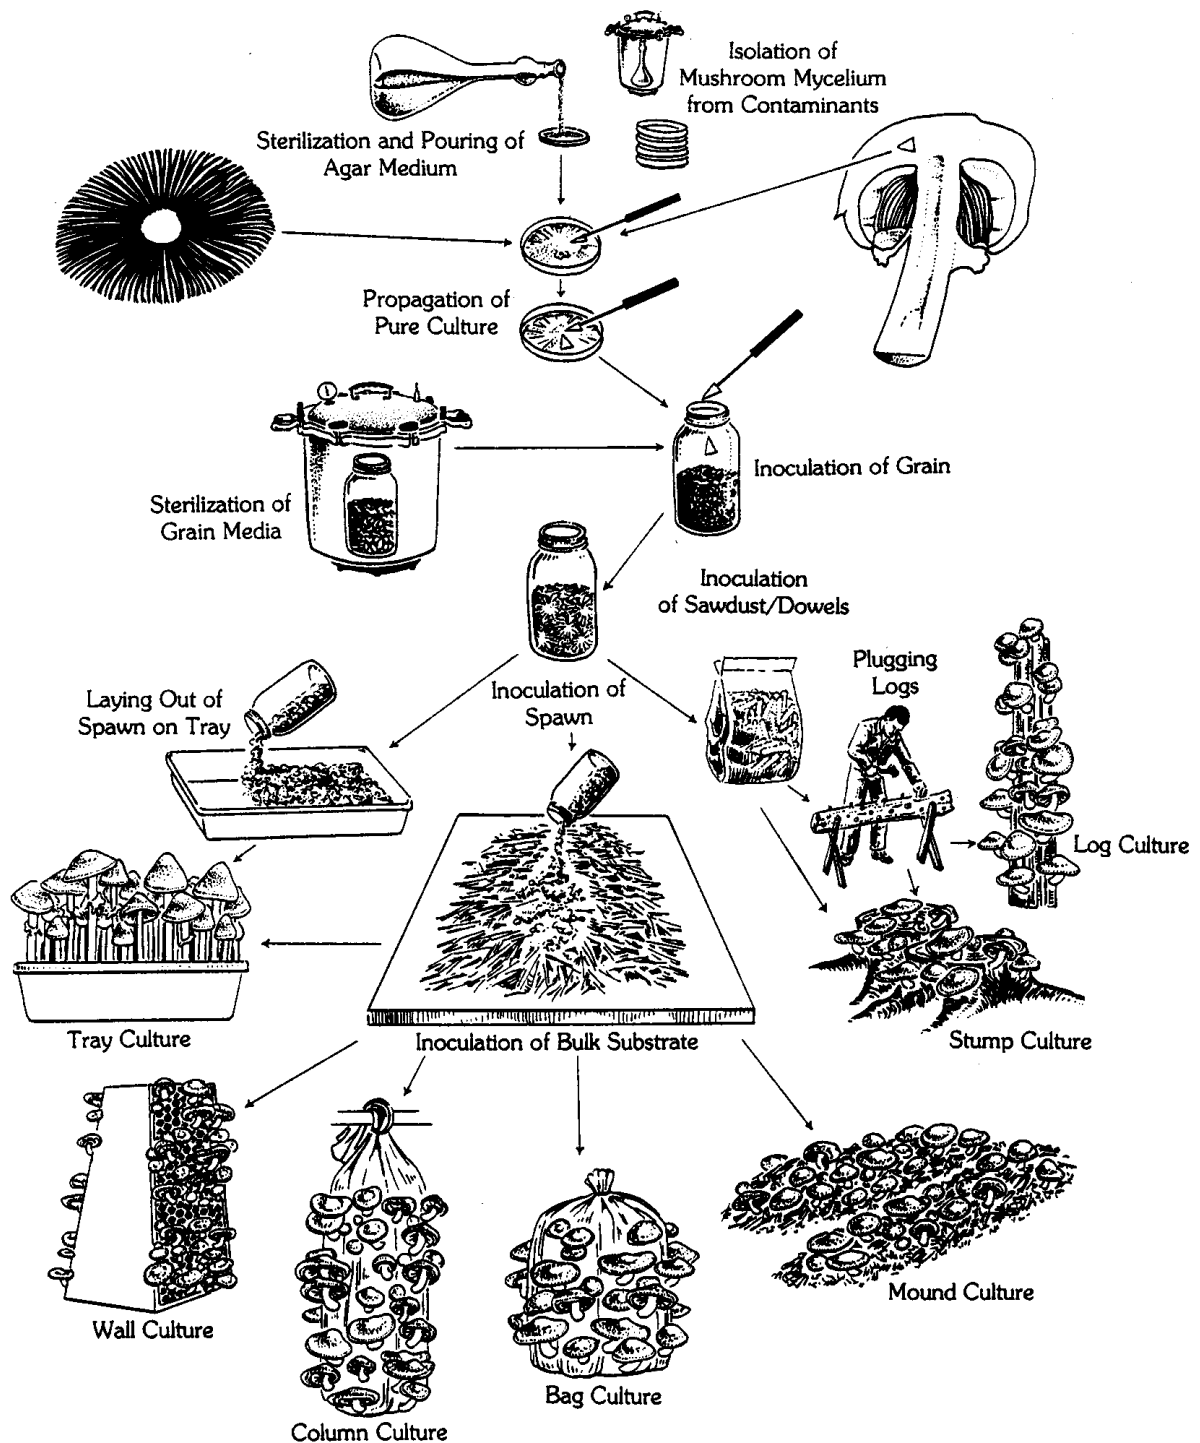 Isolation of
Mushroom Mycelium
from Contaminants
Sterilization and Pouring of
Agar Medium
Propagation of
Pure Culture
Inoculation of Grain
Sterilization of
Grain Media
Inoculation
of Sawdust/Dowels
Plugging
Logs
Laying Out of
Spawn on Tray
Inoculation of
Spawn
Log Culture
Tray Culture
Inoculation of Bulk Substrate
Stump Culture
Mound Culture
Wall Culture
Bag Culture
Column Culture